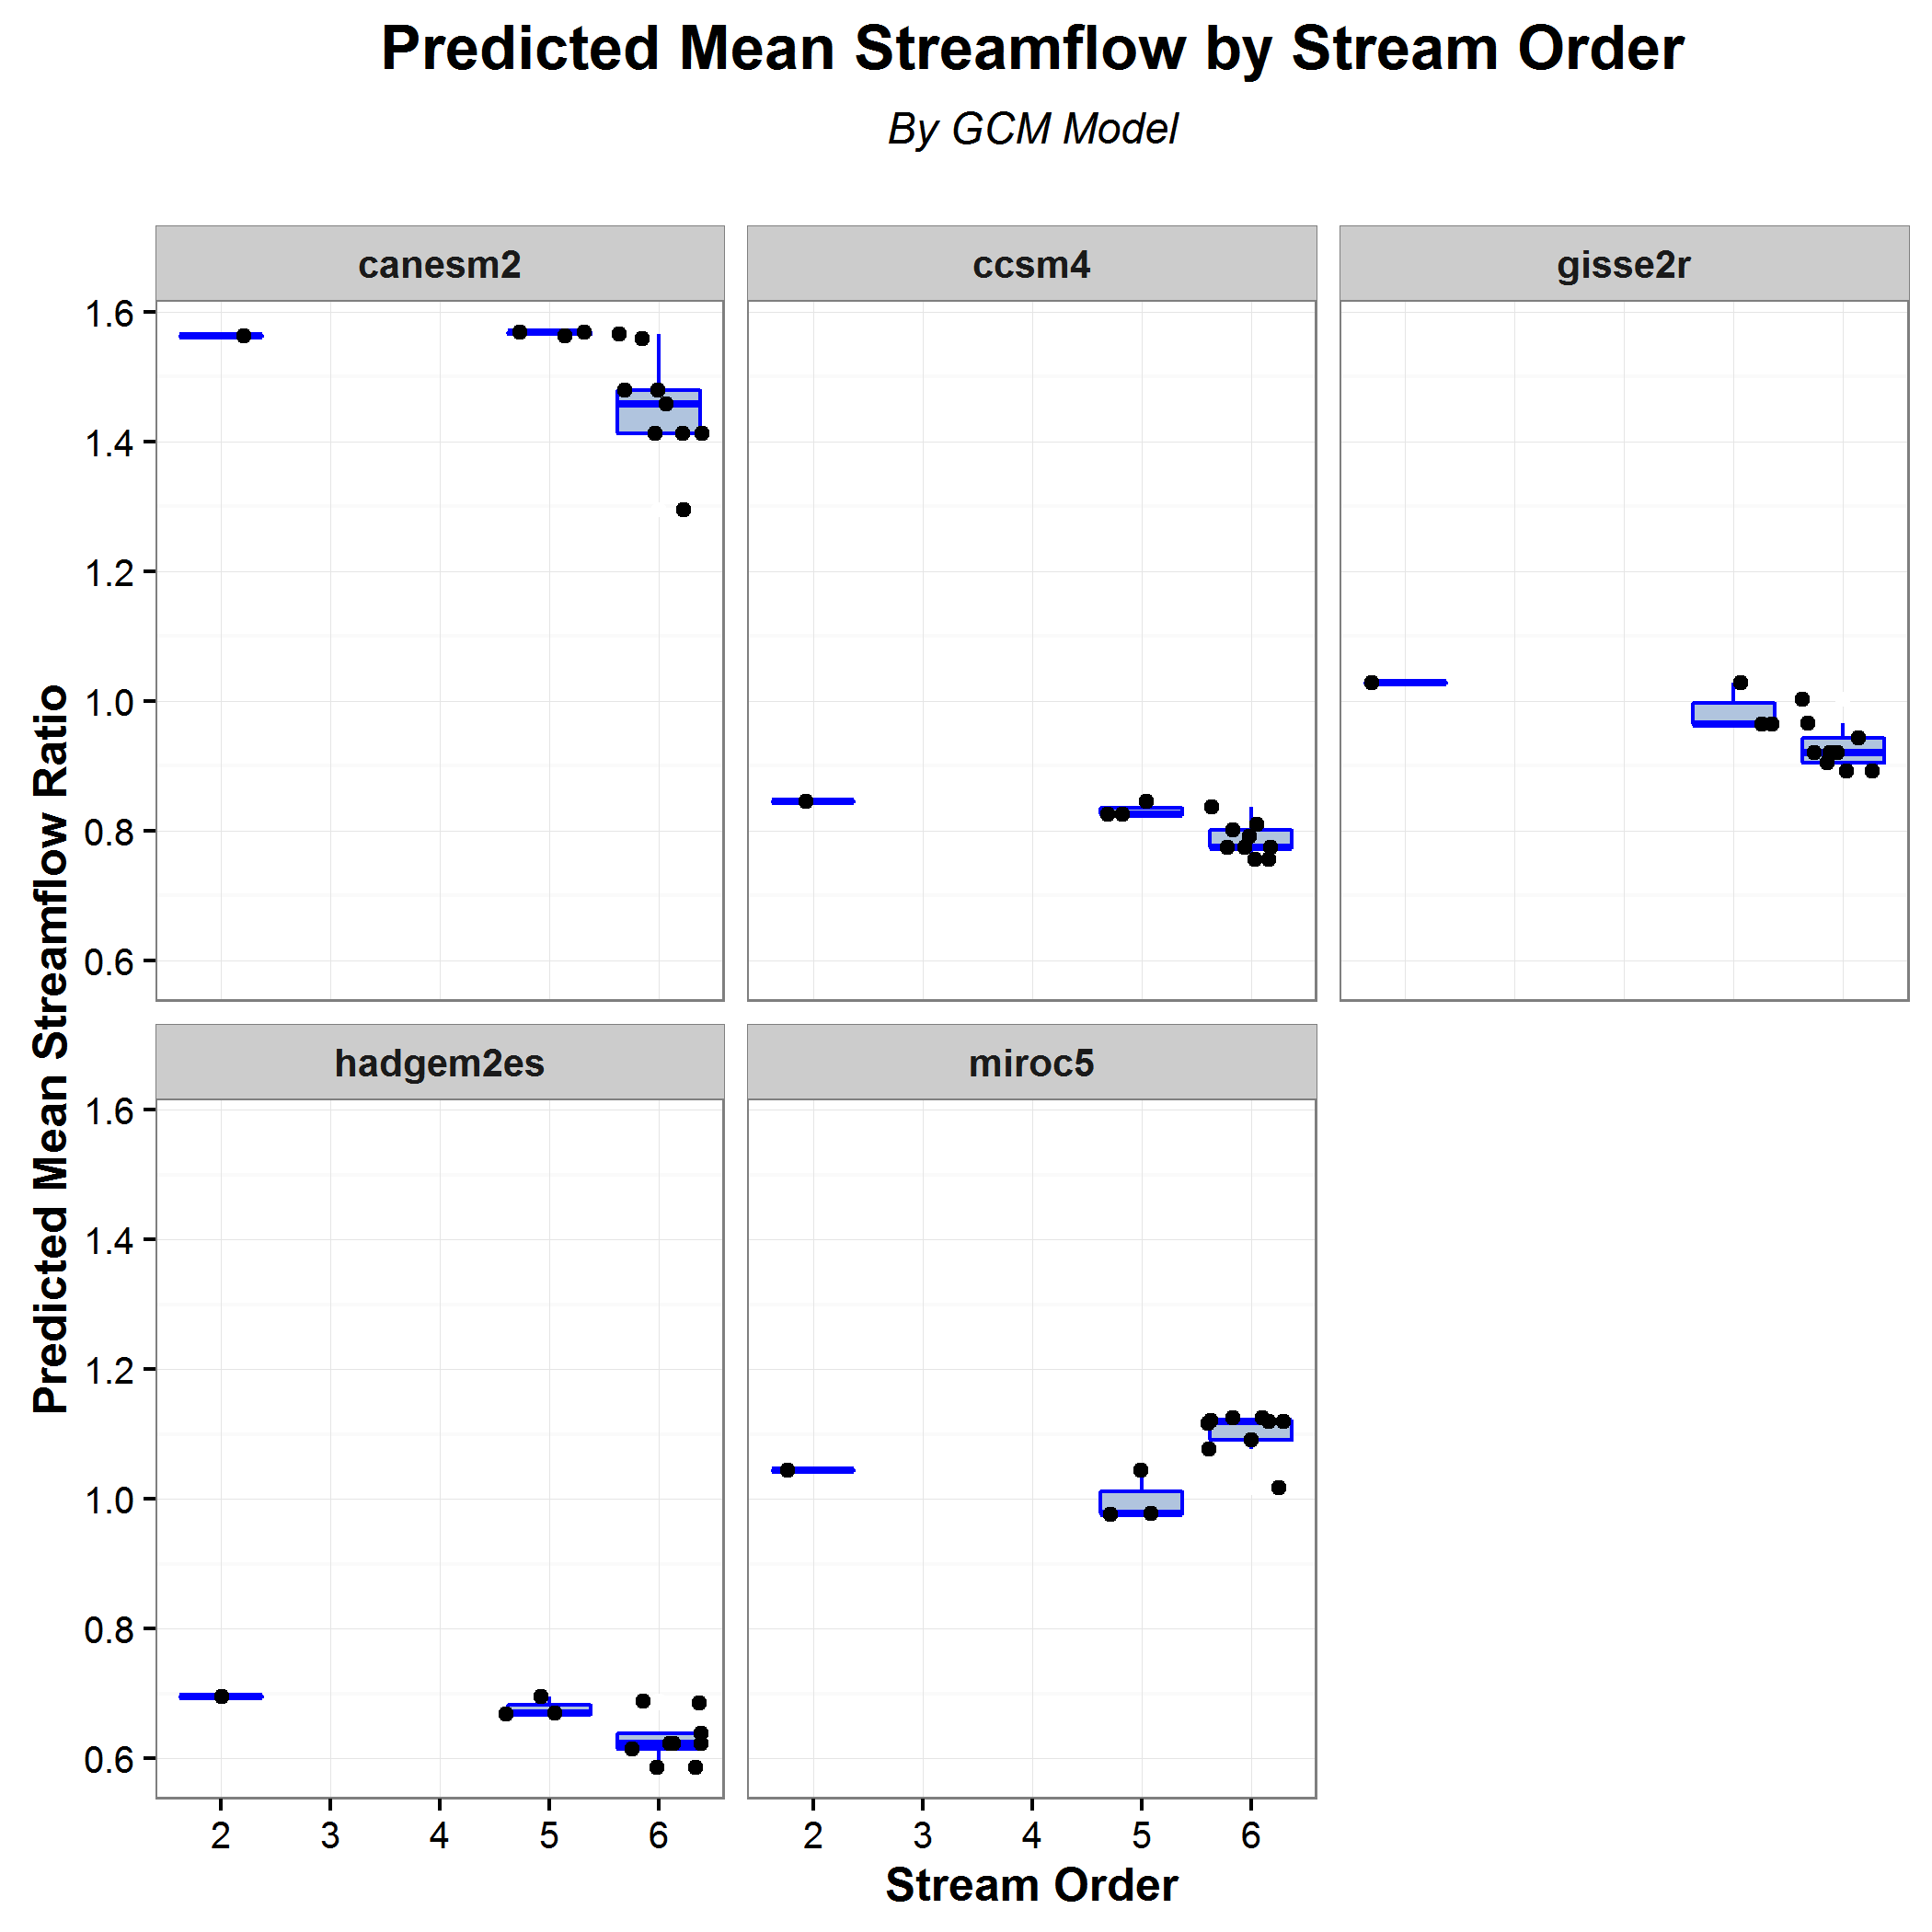 Predicted Mean Streamflow by Stream Order
By GCM Model
canesm2
ccsm4
gisse2r
1.6
1.4
1.2
1.0
0.8
0.6
Predicted Mean Streamflow Ratio
hadgem2es
miroc5
1.6
1.4
1.2
1.0
0.8
0.6
2 3 4 5 6
2 3 4 5 6
Stream Order